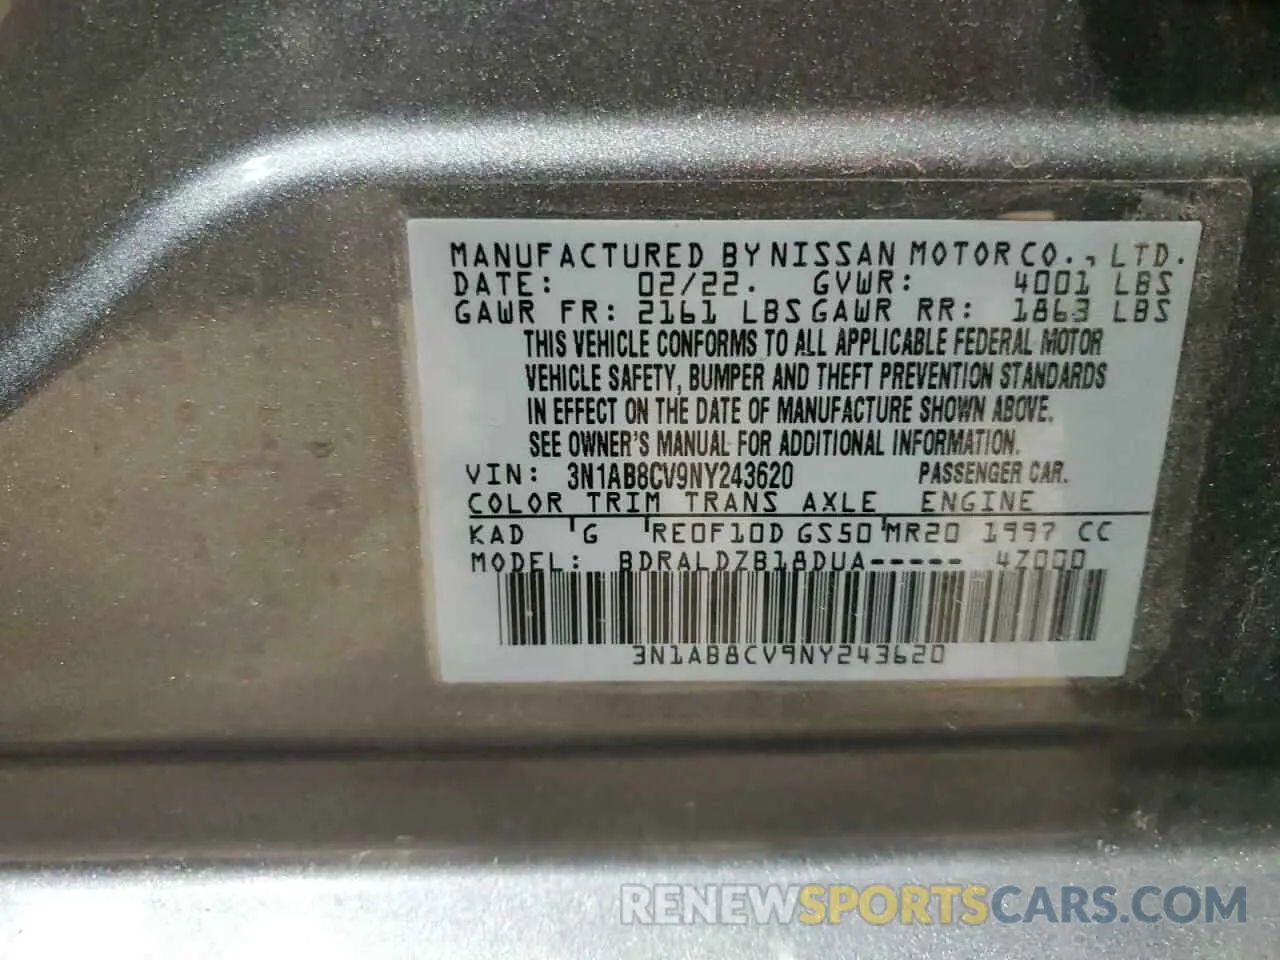 MANUFACTURED BY NISSAN MOTOR CO., LTD.
DATE: 02/22. GVWR: 4001 LBS
GAWR FR: 2161 LBS GAWR RR: 1863 LBS
THIS VEHICLE CONFORMS TO ALL APPLICABLE FEDERAL MOTOR
VEHICLE SAFETY, BUMPER AND THEFT PREVENTION STANDARDS
IN EFFECT ON THE DATE OF MANUFACTURE SHOWN ABOVE.
SEE OWNER'S MANUAL FOR ADDITIONAL INFORMATION.
VIN: 3N1AB8CV9NY243620 PASSENGER CAR.
COLOR TRIM TRANS AXLE ENGINE
KAD G RE0F10D GS50 MR20 1997 CC
MODEL: BDRALDZB18DUA----- 4Z000
3N1AB8CV9NY243620
RENEWSPORTSCARS.COM